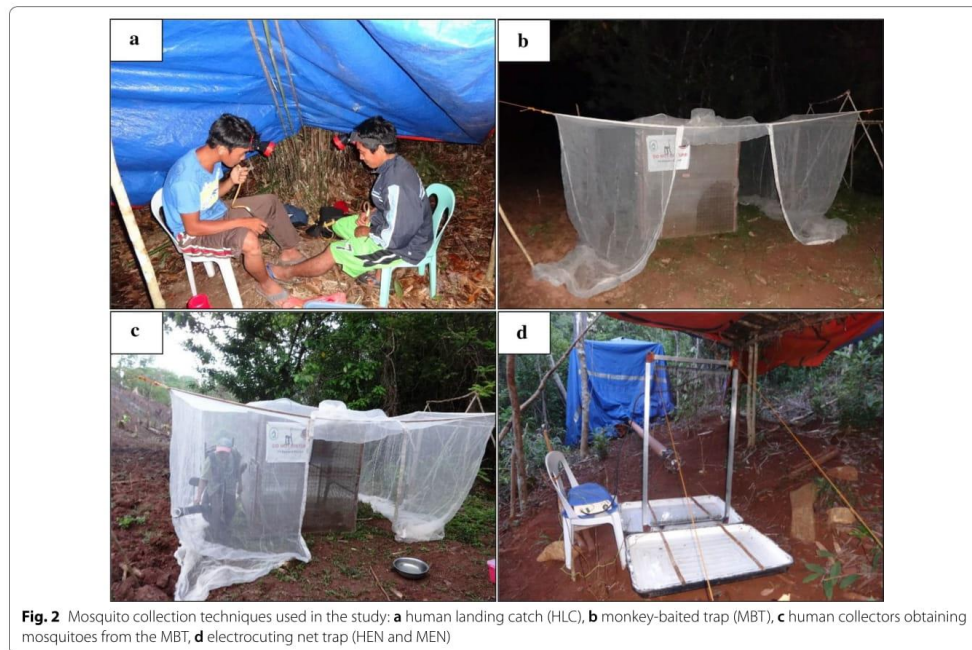 a
b
c
d
Fig. 2 Mosquito collection techniques used in the study: a human landing catch (HLC), b monkey-baited trap (MBT), c human collectors obtaining
mosquitoes from the MBT, d electrocuting net trap (HEN and MEN)